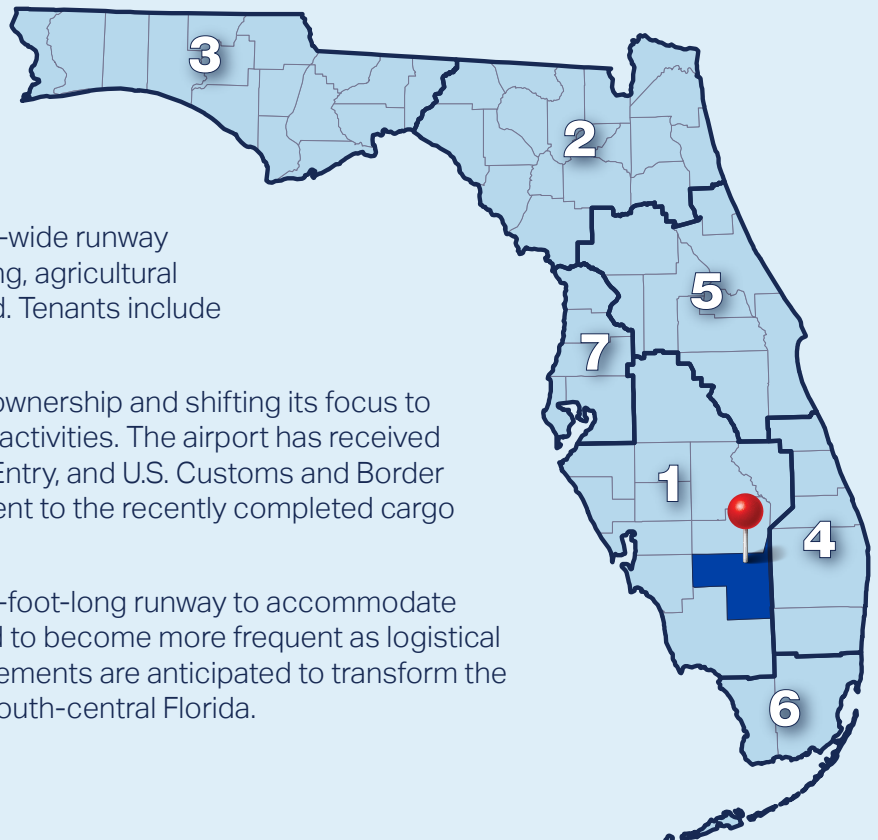 3
2
-wide runway
ng, agricultural
d. Tenants include
5
7
ownership and shifting its focus to
activities. The airport has received
Entry, and U.S. Customs and Border
ent to the recently completed cargo
1
4
-foot-long runway to accommodate
d to become more frequent as logistical
ements are anticipated to transform the
outh-central Florida.
6